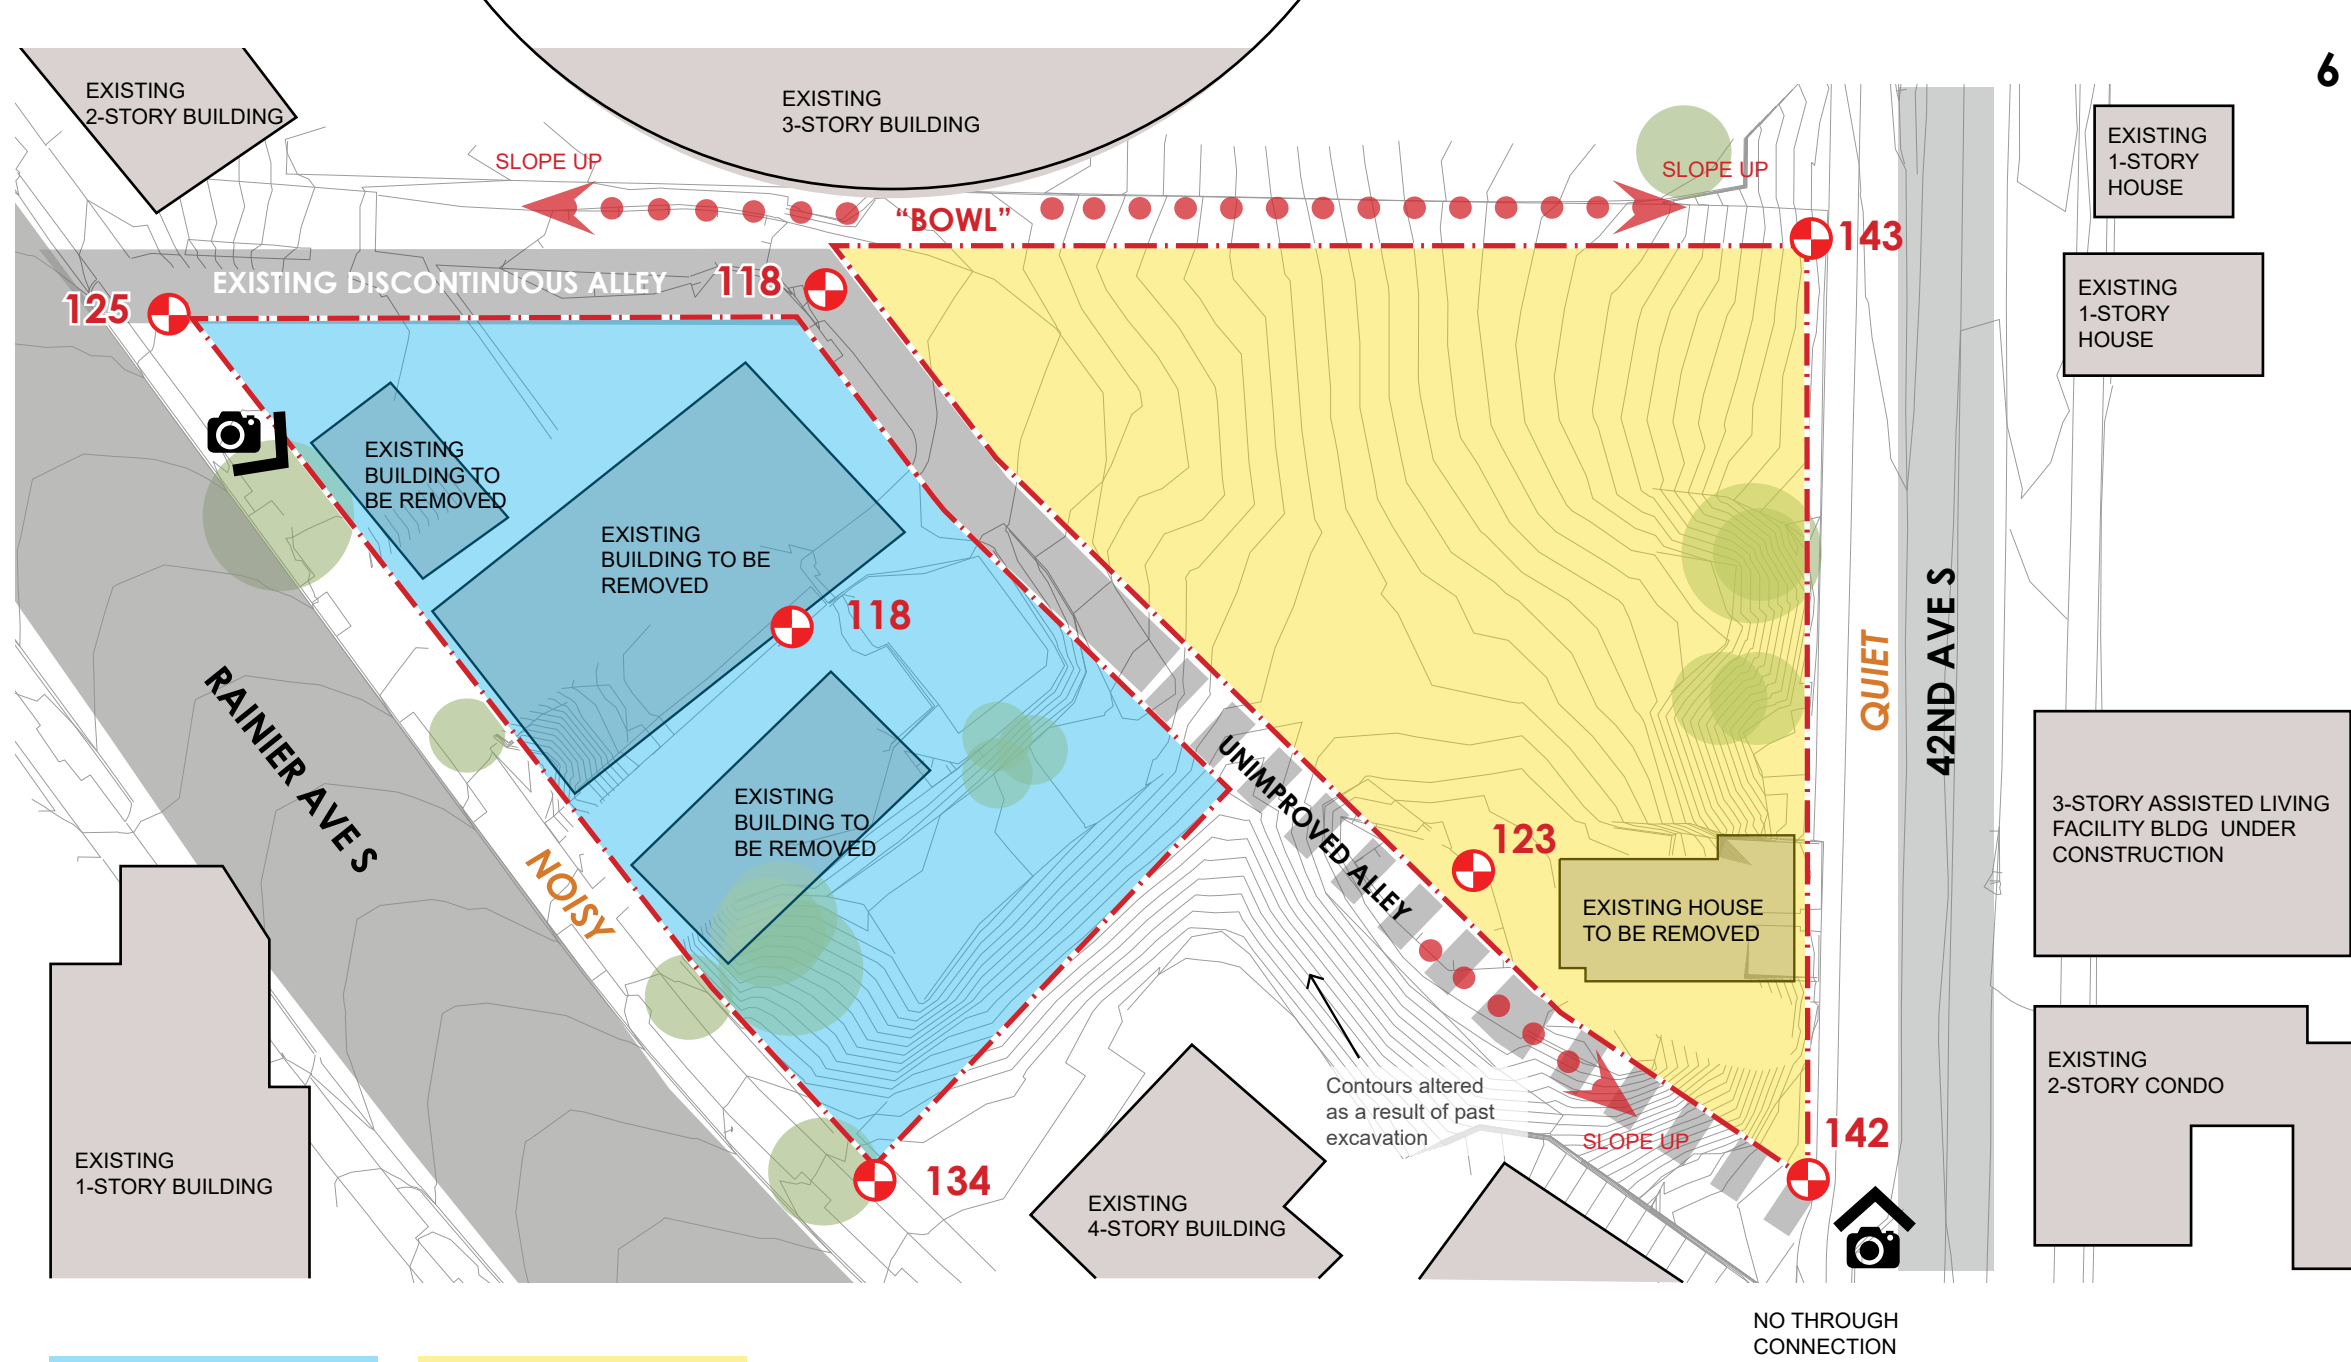 6
EXISTING
2-STORY BUILDING
EXISTING
3-STORY BUILDING
EXISTING
1-STORY
HOUSE
SLOPE UP
SLOPE UP
“BOWL”
143
EXISTING DISCONTINUOUS ALLEY
118
125
EXISTING
1-STORY
HOUSE
EXISTING
BUILDING TO
BE REMOVED
EXISTING
BUILDING TO BE
REMOVED
118
RAINIER AVE S
NOISY
EXISTING
BUILDING TO
BE REMOVED
UNIMPROVED ALLEY
123
QUIET
42ND AVE S
EXISTING HOUSE
TO BE REMOVED
3-STORY ASSISTED LIVING
FACILITY BLDG UNDER
CONSTRUCTION
EXISTING
2-STORY CONDO
Contours altered
as a result of past
excavation
SLOPE UP
142
134
EXISTING
1-STORY BUILDING
EXISTING
4-STORY BUILDING
NO THROUGH
CONNECTION